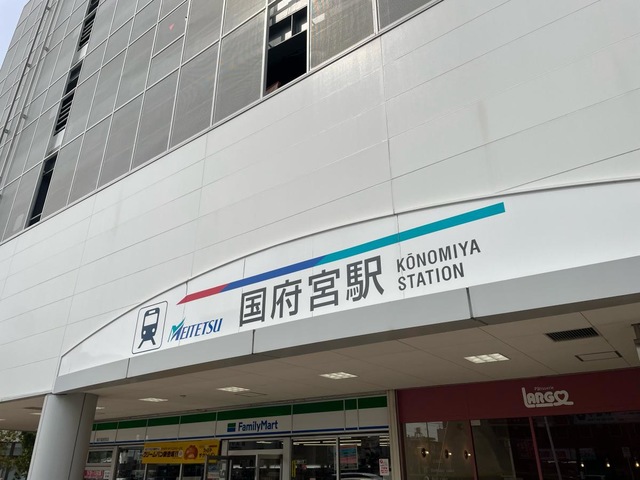 MEITETSU
国府宮駅
KŌNOMIYA
STATION
FamilyMart
LARGO